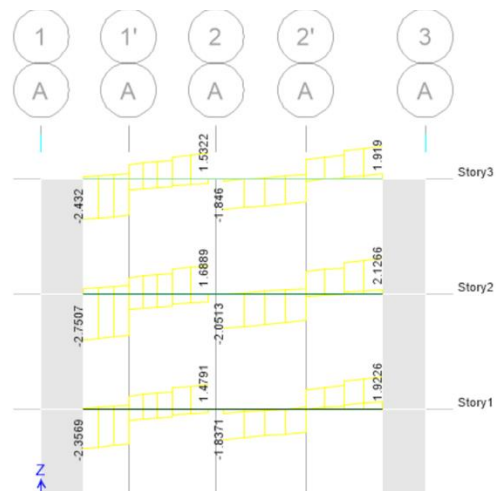 1 1' 2 2' 3
A A A A A
-2.432 1.5322 -1.846 1.919 Story3
-2.7507 1.6889 -2.0513 2.1266 Story2
-2.3569 1.4791 -1.8371 1.9226 Story1
Z